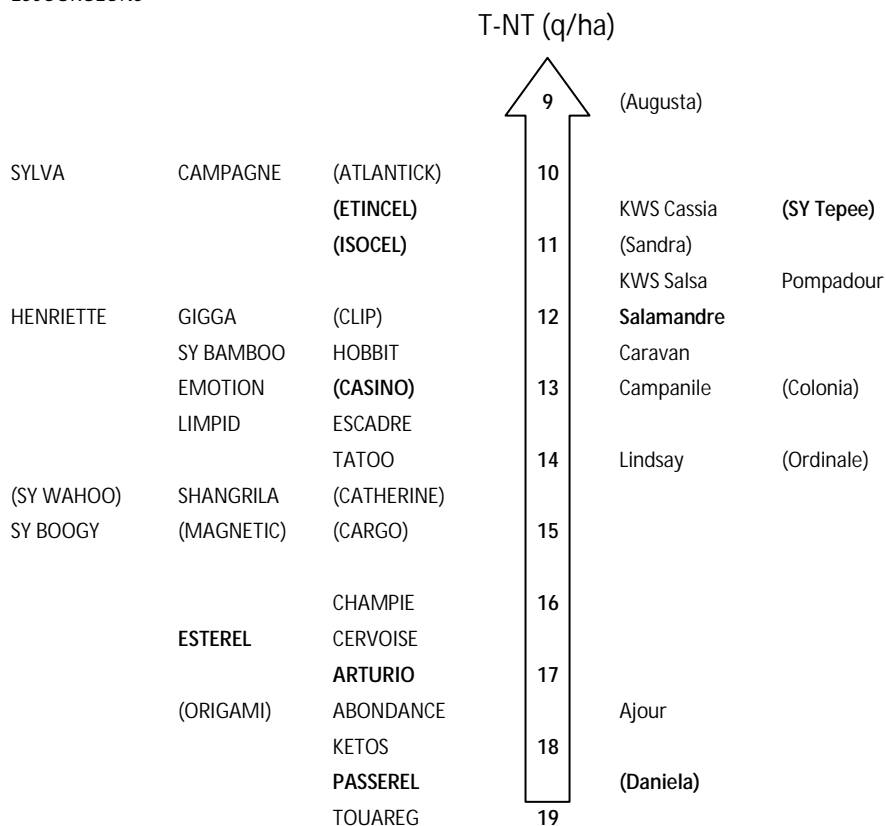 T-NT (q/ha)
9 (Augusta)
SYLVA CAMPAGNE (ATLANTICK) 10
(ETINCEL) KWS Cassia (SY Tepee)
(ISOCEL) 11 (Sandra)
KWS Salsa Pompadour
HENRIETTE GIGGA (CLIP) 12 Salamandre
SY BAMBOO HOBBIT Caravan
EMOTION (CASINO) 13 Campanile (Colonia)
LIMPID ESCADRE
TATOO 14 Lindsay (Ordinale)
(SY WAHOO) SHANGRILA (CATHERINE)
SY BOOGY (MAGNETIC) (CARGO) 15
CHAMPIE 16
ESTEREL CERVOISE
ARTURIO 17
(ORIGAMI) ABONDANCE Ajour
KETOS 18
PASSEREL (Daniela)
TOUAREG 19